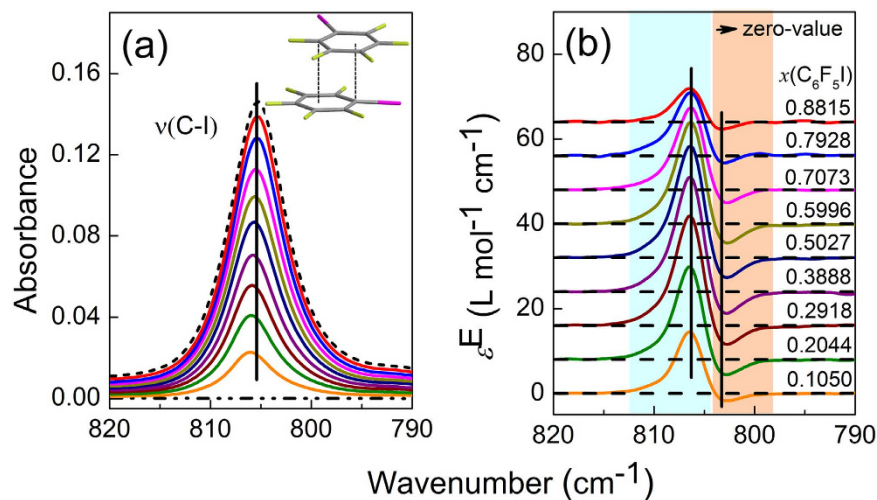 (a)
ν(C-I)
0.16
0.12
0.08
0.04
0.00
Absorbance
820 810 800 790
(b)
zero-value
x(C₆F₅I)
0.8815
0.7928
0.7073
0.5996
0.5027
0.3888
0.2918
0.2044
0.1050
80
60
40
20
0
εE (L mol⁻¹ cm⁻¹)
820 810 800 790
Wavenumber (cm⁻¹)